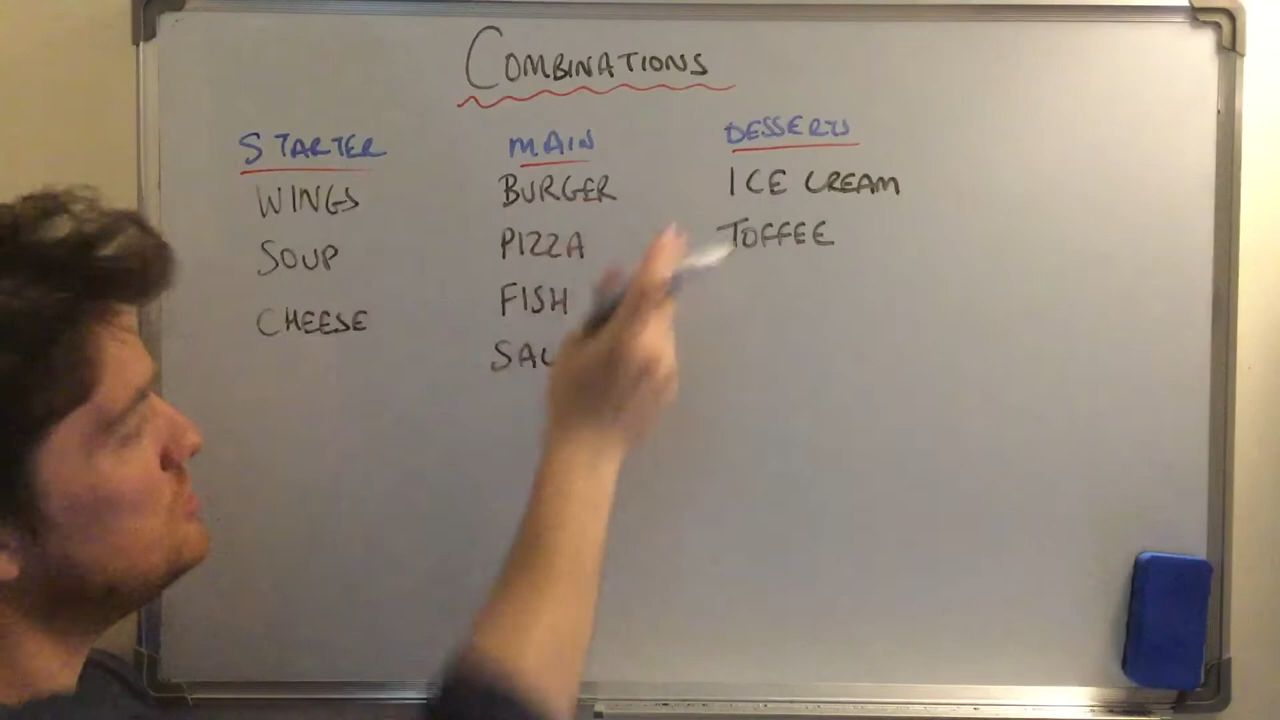 COMBINATIONS
STARTER
WINGS
SOUP
CHEESE
MAIN
BURGER
PIZZA
FISH
DESSERTS
ICE CREAM
TOFFEE